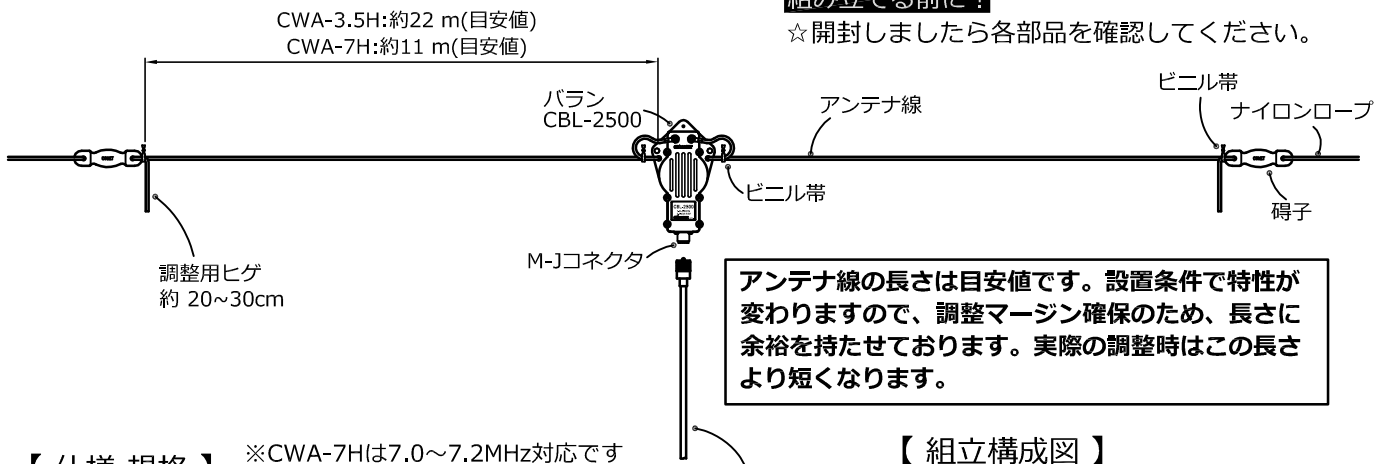 CWA-3.5H:約22 m(目安値)
CWA-7H:約11 m(目安値)
組み立てる前に!
☆開封しましたら各部品を確認してください。
バラン
CBL-2500
アンテナ線
ビニル帯
ナイロンロープ
ビニル帯
碍子
CBL-2500
M-Jコネクタ
調整用ヒゲ
約 20~30cm
アンテナ線の長さは目安値です。設置条件で特性が
変わりますので、調整マージン確保のため、長さに
余裕を持たせております。実際の調整時はこの長さ
より短くなります。
【 仕様 規格 】
※CWA-7Hは7.0～7.2MHz対応です
【 組立構成図 】